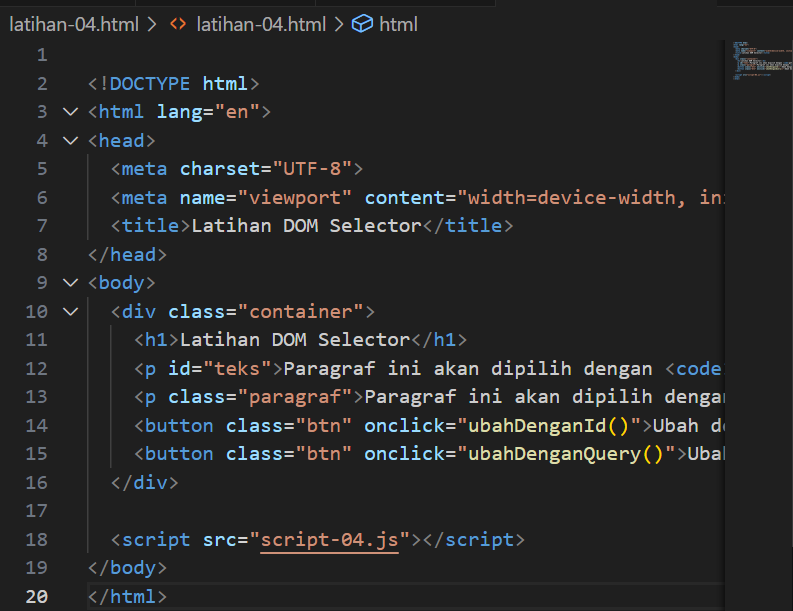 latihan-04.html > <> latihan-04.html > html
1
2 <!DOCTYPE html>
3 <html lang="en">
4 <head>
5 <meta charset="UTF-8">
6 <meta name="viewport" content="width=device-width, in
7 <title>Latihan DOM Selector</title>
8 </head>
9 <body>
10 <div class="container">
11 <h1>Latihan DOM Selector</h1>
12 <p id="teks">Paragraf ini akan dipilih dengan <code
13 <p class="paragraf">Paragraf ini akan dipilih dengan
14 <button class="btn" onclick="ubahDenganId()">Ubah de
15 <button class="btn" onclick="ubahDenganQuery()">Ubah
16 </div>
17
18 <script src="script-04.js"></script>
19 </body>
20 </html>